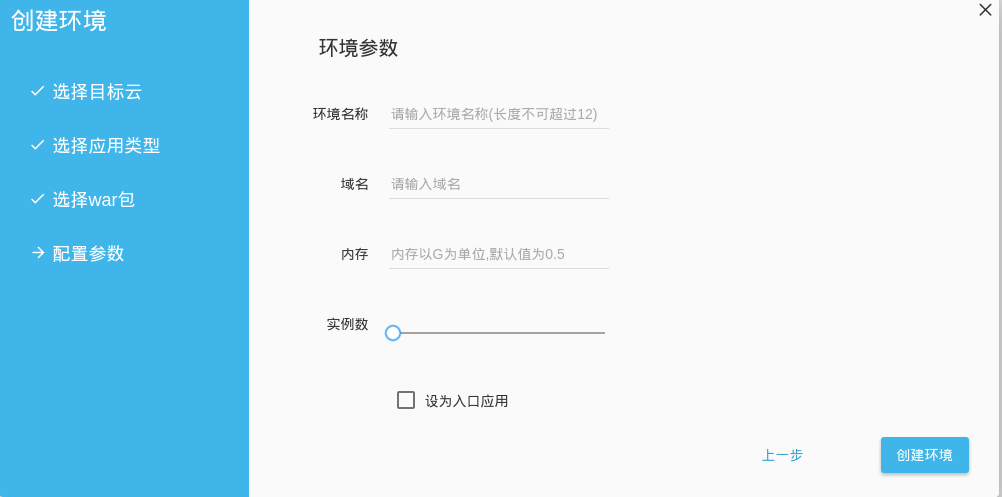 创建环境
选择目标云
选择应用类型
选择war包
配置参数
环境参数
环境名称 请输入环境名称(长度不可超过12)
域名 请输入域名
内存 内存以G为单位,默认值为0.5
实例数
设为入口应用
上一步 创建环境